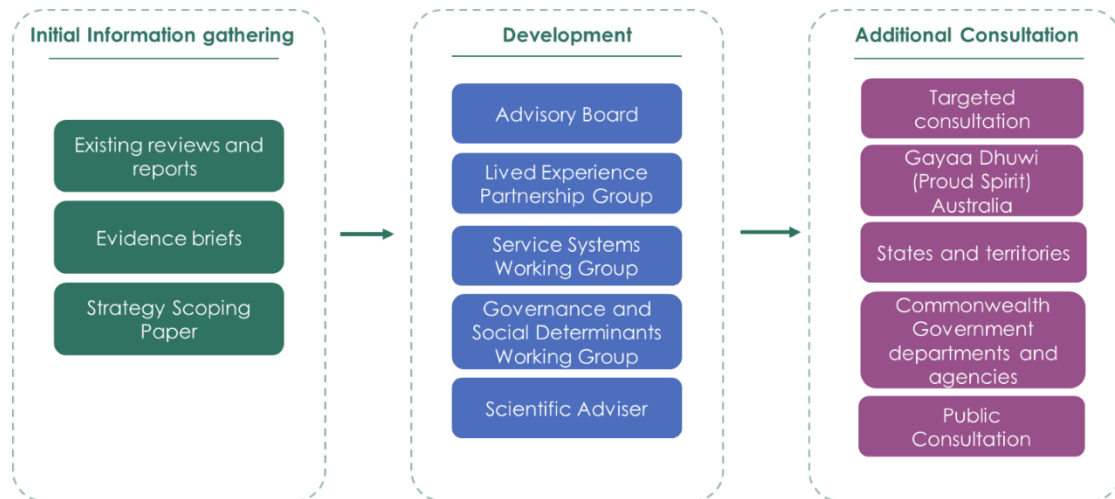 Initial Information gathering
Existing reviews and
reports
Evidence briefs
Strategy Scoping
Paper
Development
Advisory Board
Lived Experience
Partnership Group
Service Systems
Working Group
Governance and
Social Determinants
Working Group
Scientific Adviser
Additional Consultation
Targeted
consultation
Gayaa Dhuwi
(Proud Spirit)
Australia
States and territories
Commonwealth
Government
departments and
agencies
Public
Consultation